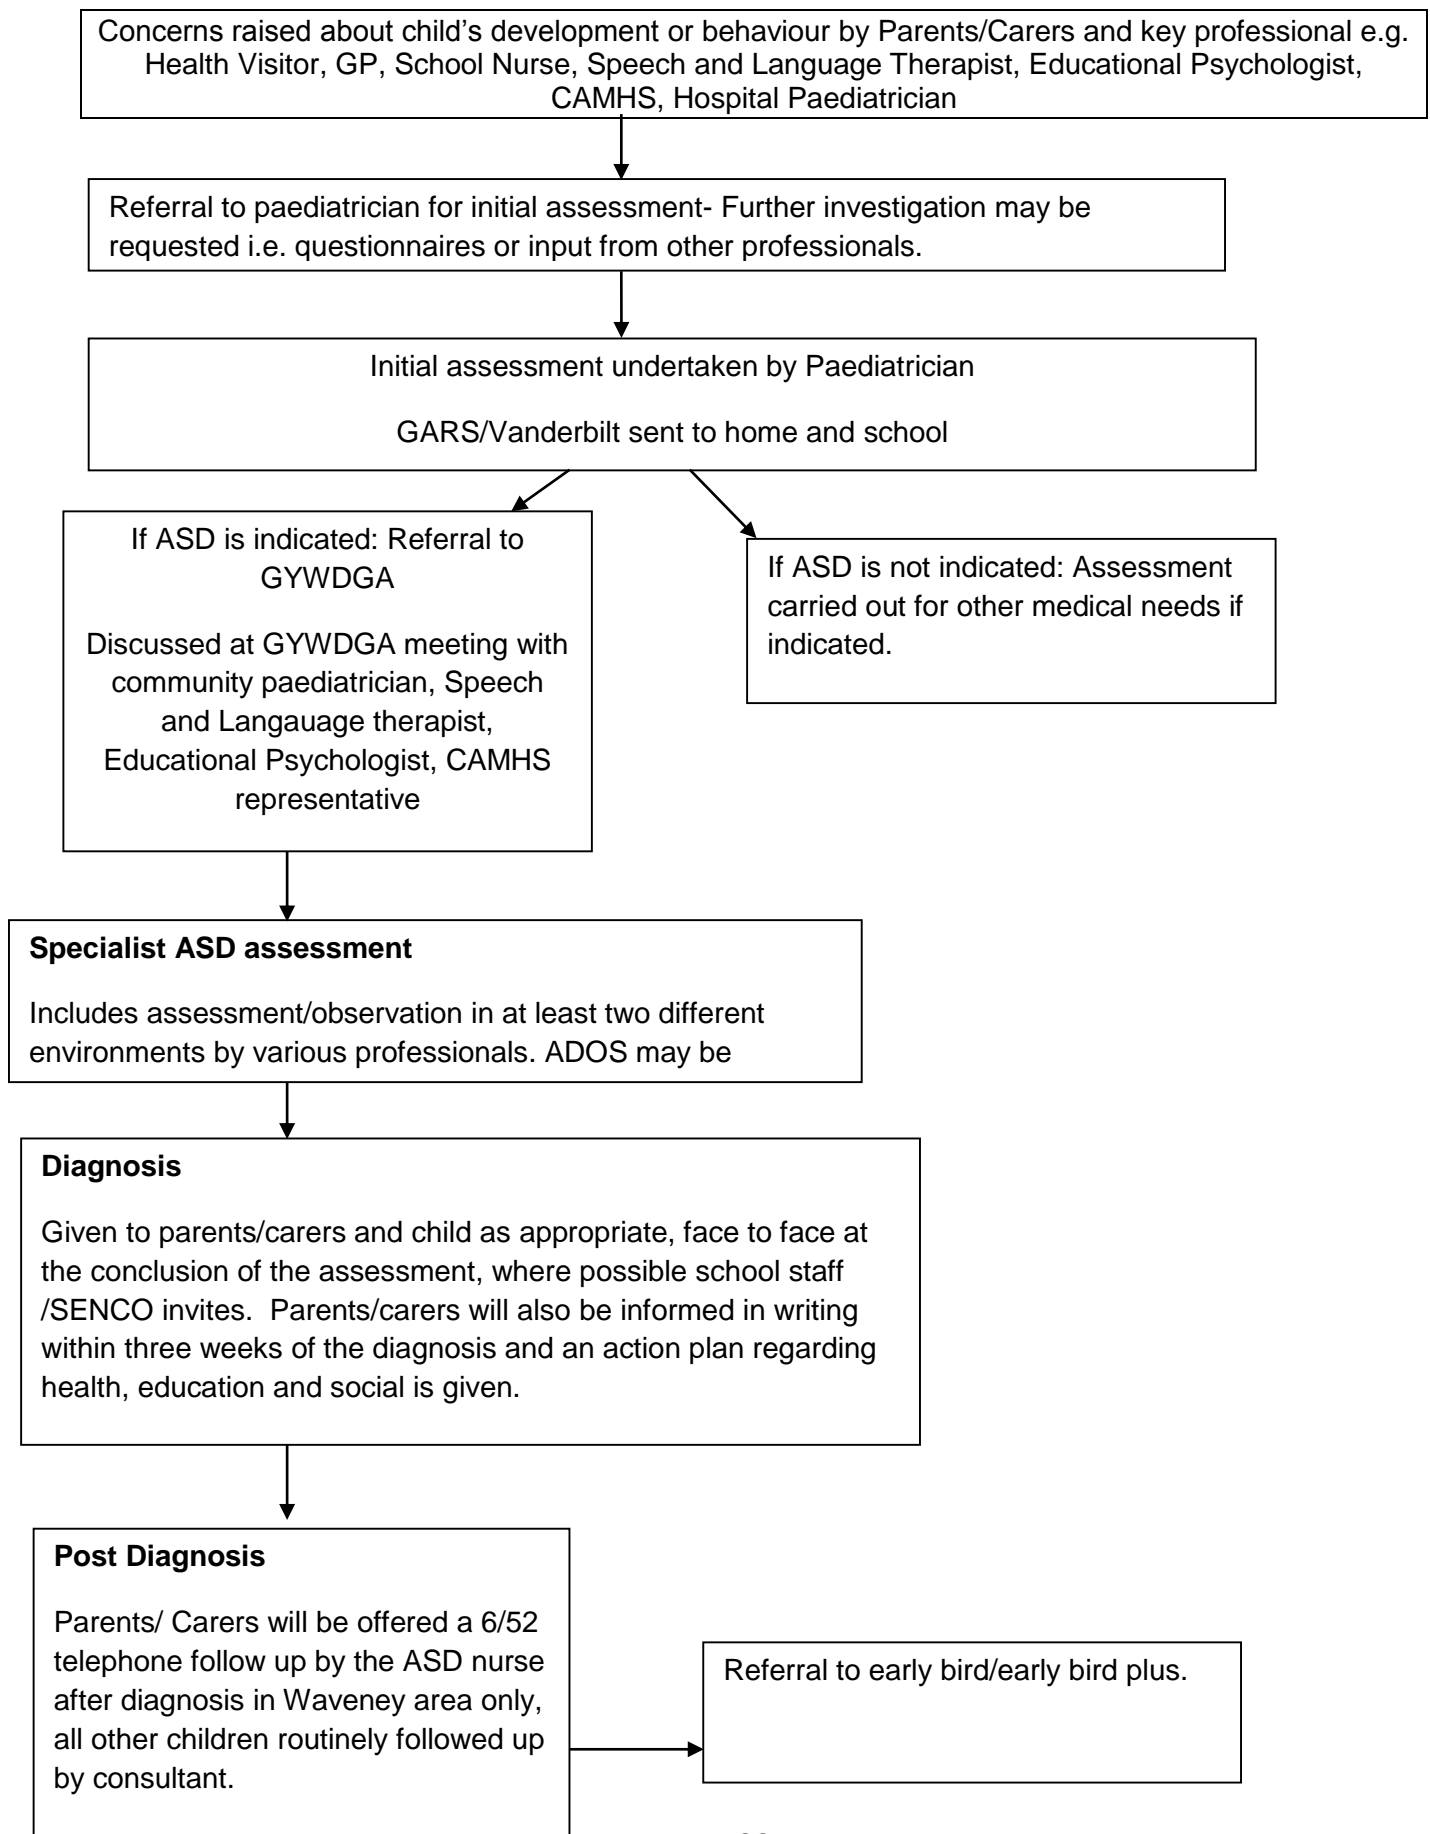 Concerns raised about child’s development or behaviour by Parents/Carers and key professional e.g.
Health Visitor, GP, School Nurse, Speech and Language Therapist, Educational Psychologist,
CAMHS, Hospital Paediatrician
Referral to paediatrician for initial assessment- Further investigation may be
requested i.e. questionnaires or input from other professionals.
Initial assessment undertaken by Paediatrician
GARS/Vanderbilt sent to home and school
If ASD is indicated: Referral to
GYWDGA
Discussed at GYWDGA meeting with
community paediatrician, Speech
and Langauage therapist,
Educational Psychologist, CAMHS
representative
If ASD is not indicated: Assessment
carried out for other medical needs if
indicated.
Specialist ASD assessment
Includes assessment/observation in at least two different
environments by various professionals. ADOS may be
Diagnosis
Given to parents/carers and child as appropriate, face to face at
the conclusion of the assessment, where possible school staff
/SENCO invites.  Parents/carers will also be informed in writing
within three weeks of the diagnosis and an action plan regarding
health, education and social is given.
Post Diagnosis
Parents/ Carers will be offered a 6/52
telephone follow up by the ASD nurse
after diagnosis in Waveney area only,
all other children routinely followed up
by consultant.
Referral to early bird/early bird plus.